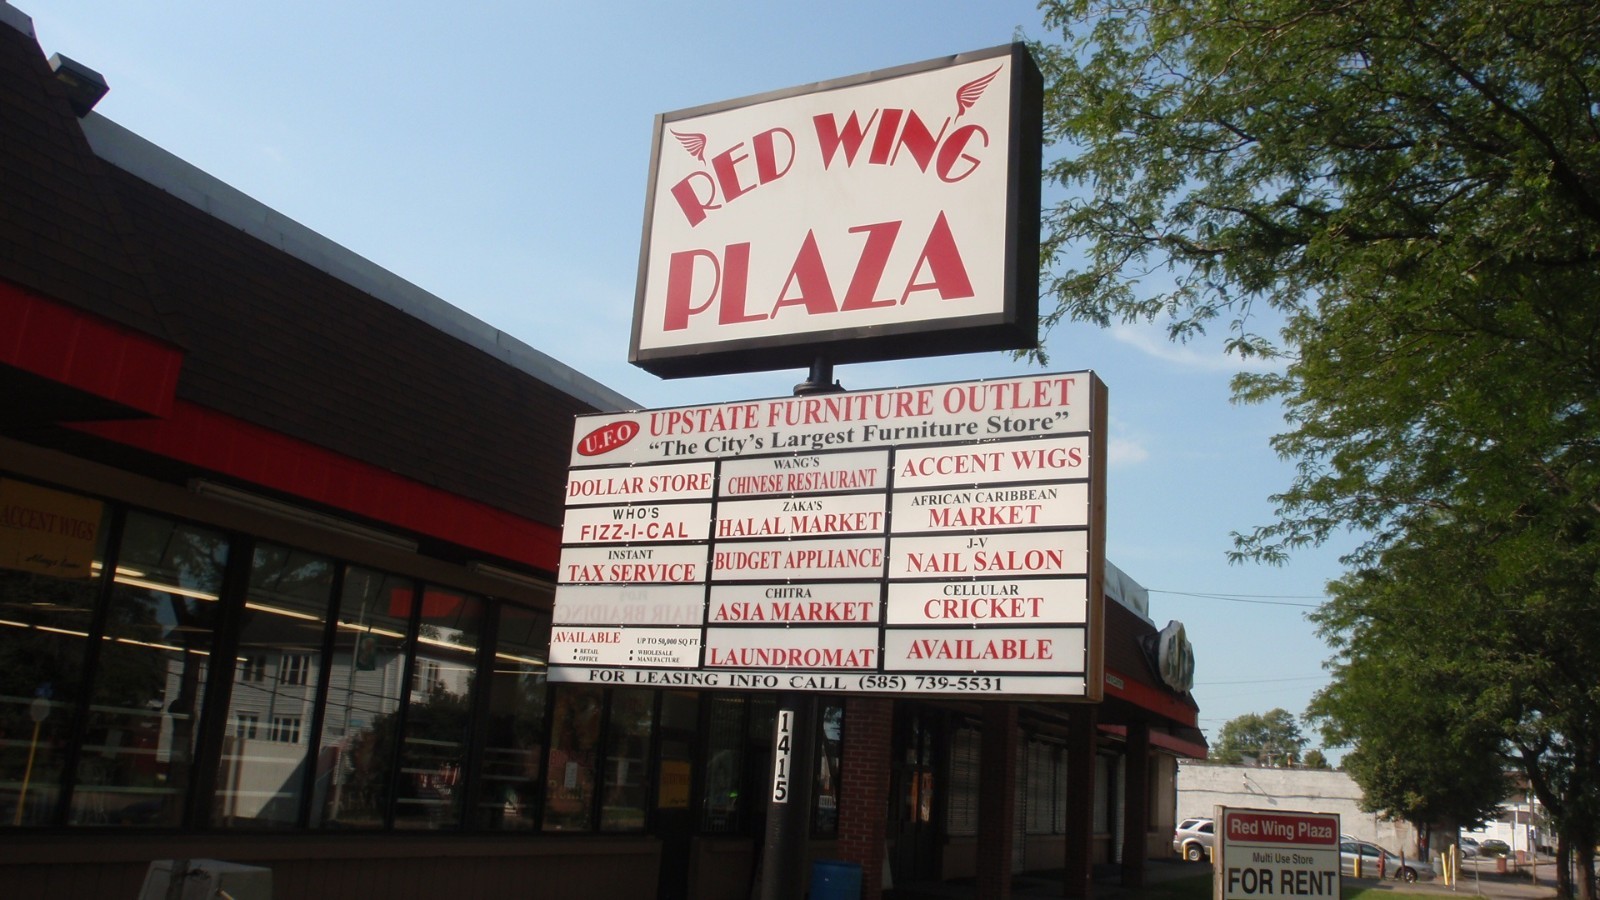 RED WING
PLAZA
U.F.O
UPSTATE FURNITURE OUTLET
"The City's Largest Furniture Store"
DOLLAR STORE
WHO'S
FIZZ-I-CAL
INSTANT
TAX SERVICE
HAIR BRAIDING
AVAILABLE
UP TO 50,000 SQ FT
• RETAIL
• OFFICE
• WHOLESALE
• MANUFACTURE
WANG'S
CHINESE RESTAURANT
ZAKA'S
HALAL MARKET
BUDGET APPLIANCE
CHITRA
ASIA MARKET
LAUNDROMAT
ACCENT WIGS
AFRICAN CARIBBEAN
MARKET
J-V
NAIL SALON
CELLULAR
CRICKET
AVAILABLE
FOR LEASING INFO CALL (585) 739-5531
1415
ACCENT WIGS
Red Wing Plaza
Multi Use Store
FOR RENT